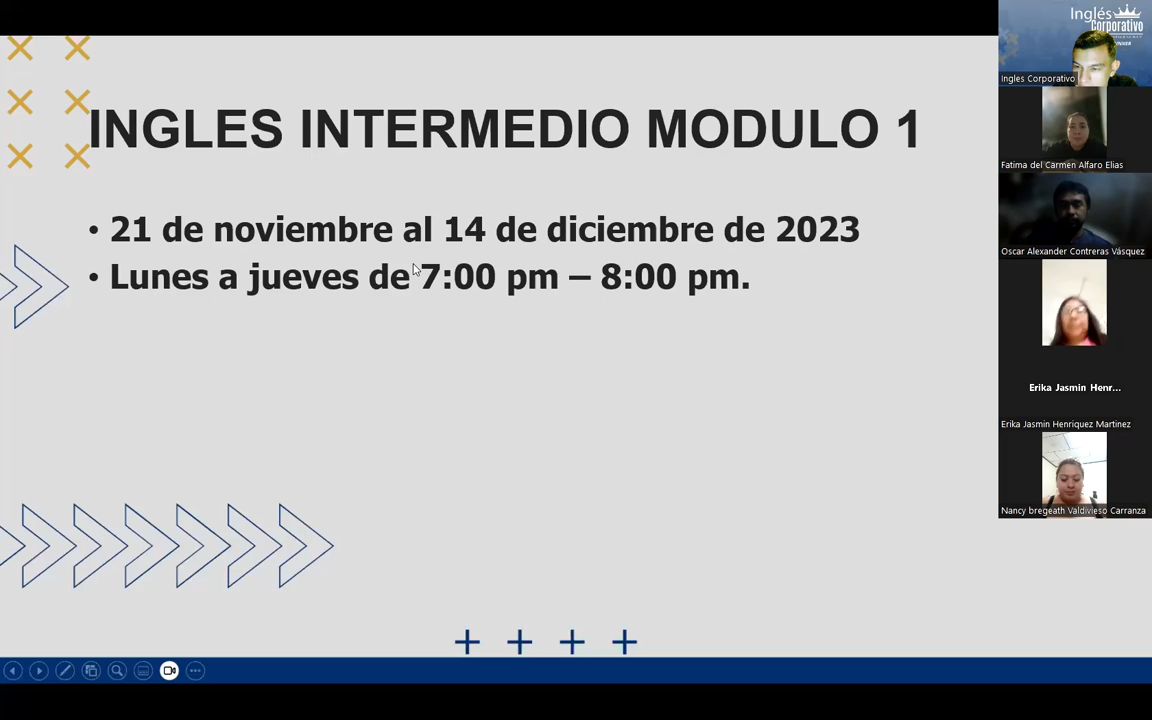 INGLES INTERMEDIO MODULO 1
• 21 de noviembre al 14 de diciembre de 2023
• Lunes a jueves de 7:00 pm – 8:00 pm.
Inglés
Corporativo
Ingles Corporativo
Fatima del Carmen Alfaro Elias
Oscar Alexander Contreras Vásquez
Erika Jasmin Henr...
Erika Jasmin Henriquez Martinez
Nancy bregeath Valdivieso Carranza